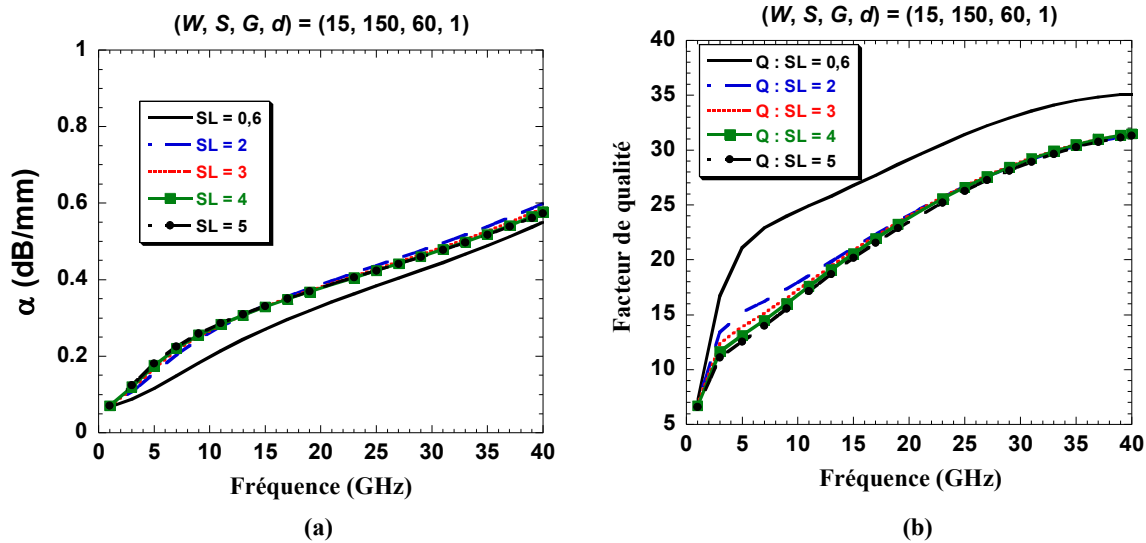 (W, S, G, d) = (15, 150, 60, 1)
α (dB/mm)
1
0.8
0.6
0.4
0.2
0
SL = 0,6
SL = 2
SL = 3
SL = 4
SL = 5
0 5 10 15 20 25 30 35 40
Fréquence (GHz)
(a)
(W, S, G, d) = (15, 150, 60, 1)
Facteur de qualité
40
35
30
25
20
15
10
5
Q : SL = 0,6
Q : SL = 2
Q : SL = 3
Q : SL = 4
Q : SL = 5
0 5 10 15 20 25 30 35 40
Fréquence (GHz)
(b)